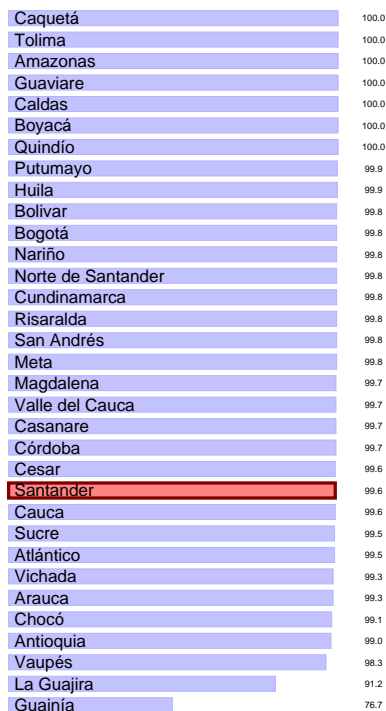 Caquetá 100.0
Tolima 100.0
Amazonas 100.0
Guaviare 100.0
Caldas 100.0
Boyacá 100.0
Quindío 100.0
Putumayo 99.9
Huila 99.9
Bolivar 99.8
Bogotá 99.8
Nariño 99.8
Norte de Santander 99.8
Cundinamarca 99.8
Risaralda 99.8
San Andrés 99.8
Meta 99.8
Magdalena 99.7
Valle del Cauca 99.7
Casanare 99.7
Córdoba 99.7
Cesar 99.6
Santander 99.6
Cauca 99.6
Sucre 99.5
Atlántico 99.5
Vichada 99.3
Arauca 99.3
Chocó 99.1
Antioquia 99.0
Vaupés 98.3
La Guajira 91.2
Guainía 76.7